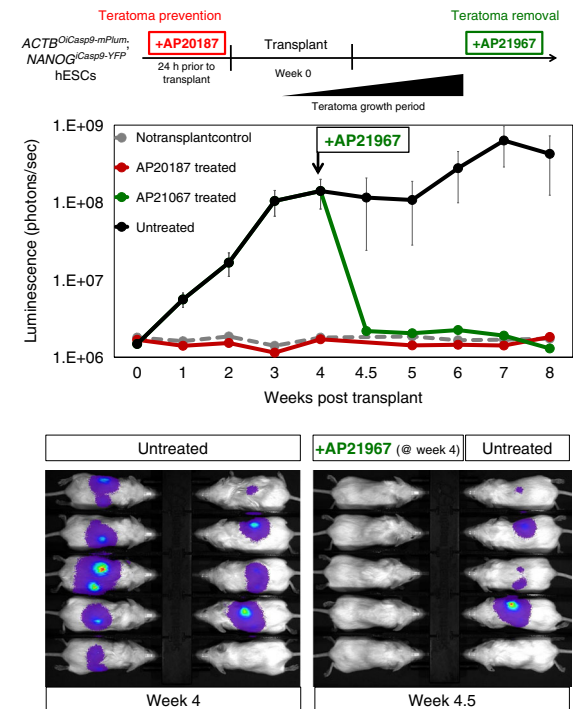 Teratoma prevention
Teratoma removal
ACTB^OiCasp9-mPlum;
NANOG^iCasp9-YFP
hESCs
+AP20187
Transplant
+AP21967
24 h prior to
transplant
Week 0
Teratoma growth period
Luminescence (photons/sec)
1.E+09
1.E+08
1.E+07
1.E+06
Notransplantcontrol
AP20187 treated
AP21067 treated
Untreated
+AP21967
0 1 2 3 4 4.5 5 6 7 8
Weeks post transplant
Untreated
+AP21967 (@ week 4)
Untreated
Week 4
Week 4.5